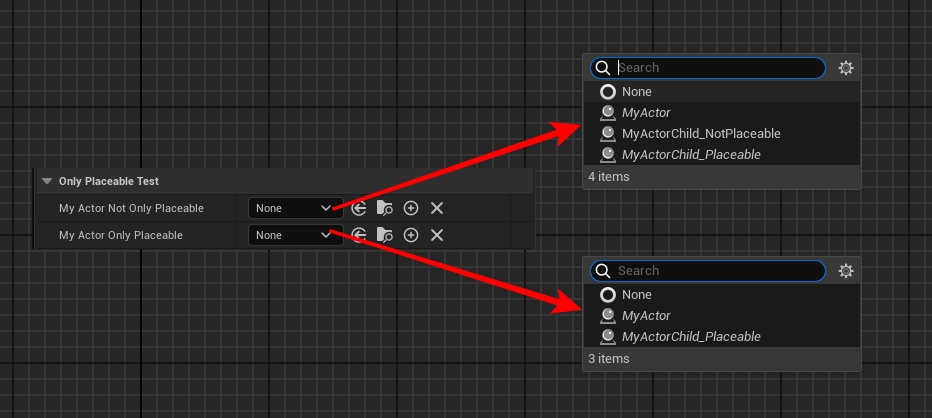 Only Placeable Test
My Actor Not Only Placeable
None
My Actor Only Placeable
None
Search
None
MyActor
MyActorChild_NotPlaceable
MyActorChild_Placeable
4 items
Search
None
MyActor
MyActorChild_Placeable
3 items